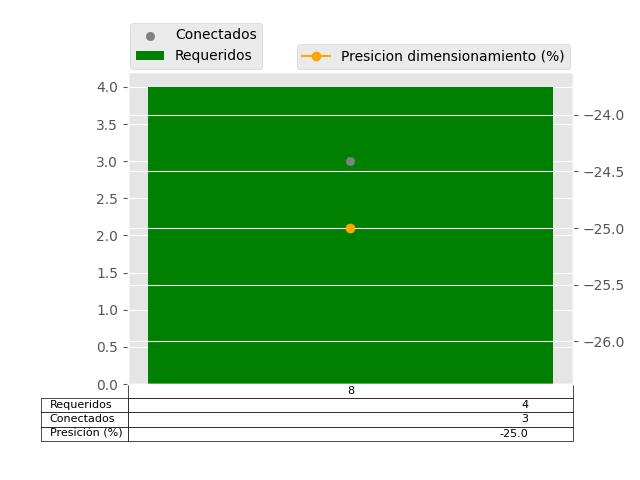 Conectados
Requeridos
Presicion dimensionamiento (%)
4.0
3.5
3.0
2.5
2.0
1.5
1.0
0.5
0.0
−24.0
−24.5
−25.0
−25.5
−26.0
8
Requeridos 4
Conectados 3
Presición (%) -25.0